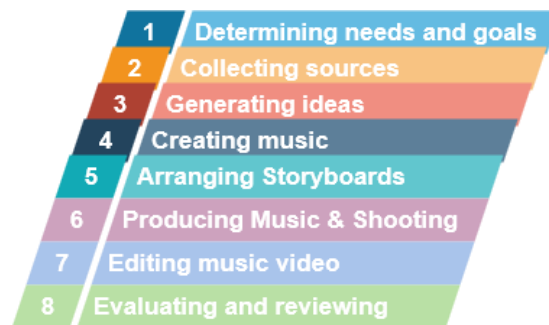 1 Determining needs and goals
2 Collecting sources
3 Generating ideas
4 Creating music
5 Arranging Storyboards
6 Producing Music & Shooting
7 Editing music video
8 Evaluating and reviewing